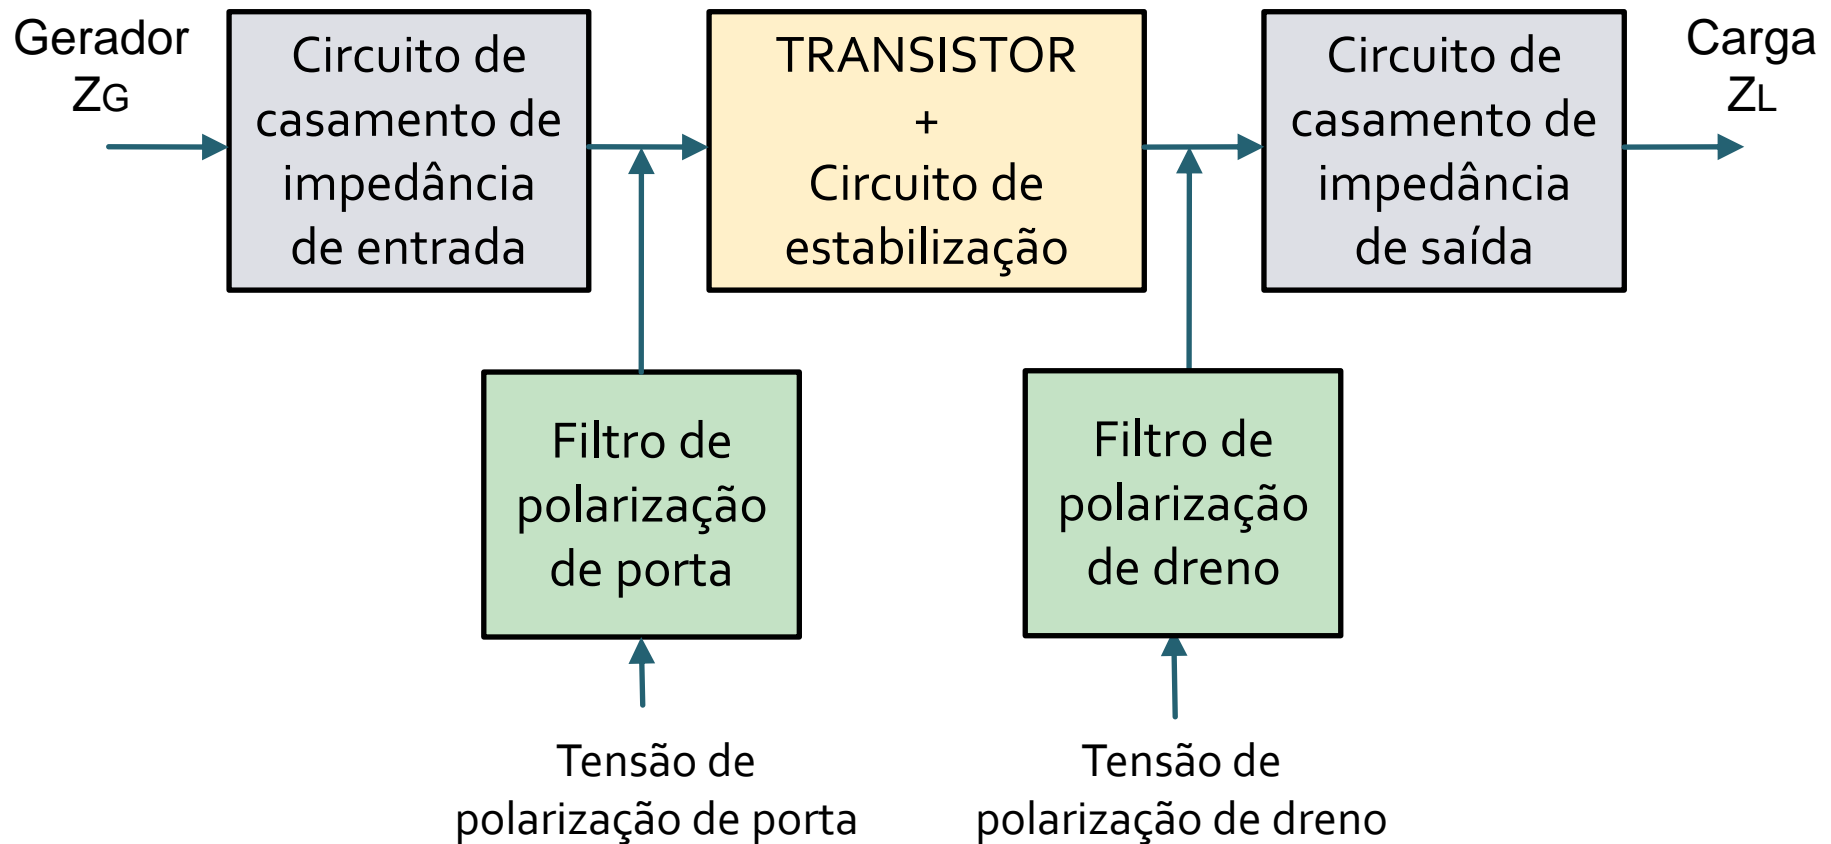 Gerador
ZG
Circuito de
casamento de
impedância
de entrada
TRANSISTOR
+
Circuito de
estabilização
Circuito de
casamento de
impedância
de saída
Carga
ZL
Filtro de
polarização
de porta
Filtro de
polarização
de dreno
Tensão de
polarização de porta
Tensão de
polarização de dreno